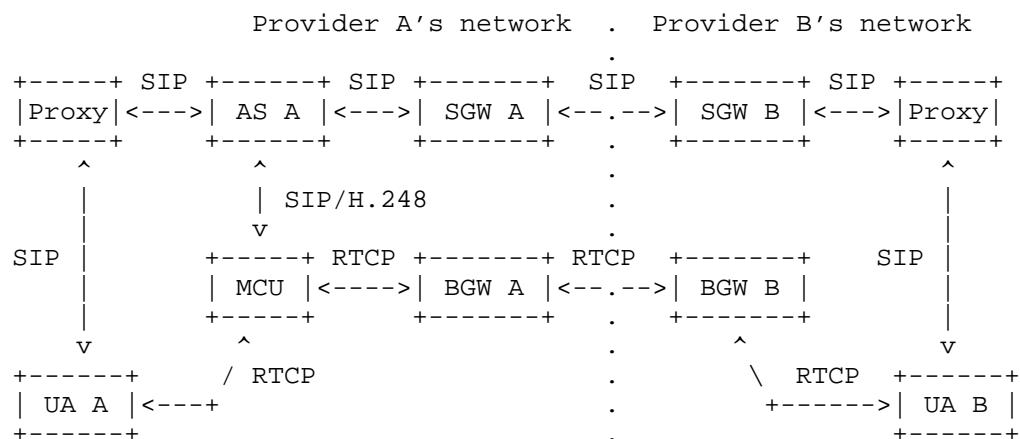 Provider A's network . Provider B's network
.
+-----+ SIP +------+ SIP +-------+ SIP +-------+ SIP +-----+
|Proxy|<--->| AS A |<--->| SGW A |<--.-->| SGW B |<--->|Proxy|
+-----+ +------+ +-------+ . +-------+ +-----+
^ ^ . ^
| | SIP/H.248 . |
| v . |
SIP | +-----+ RTCP +-------+ RTCP +-------+ SIP |
| | MCU |<---->| BGW A |<--.-->| BGW B | |
| +-----+ +-------+ . +-------+ |
v ^ . ^ v
+------+ / RTCP . \ RTCP +------+
| UA A |<---+ . +------>| UA B |
+------+ . +------+